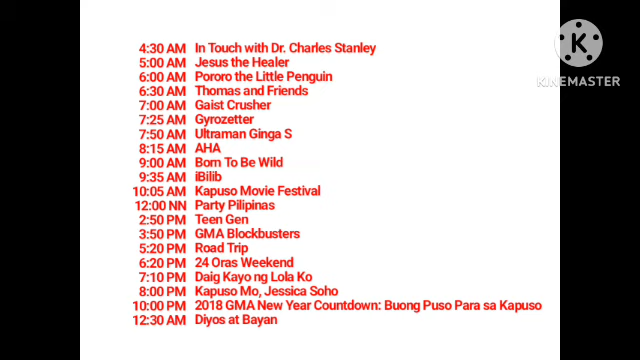 4:30 AM In Touch with Dr. Charles Stanley
5:00 AM Jesus the Healer
6:00 AM Pororo the Little Penguin
6:30 AM Thomas and Friends
7:00 AM Gaist Crusher
7:25 AM Gyrozetter
7:50 AM Ultraman Ginga S
8:15 AM AHA
9:00 AM Born To Be Wild
9:35 AM iBilib
10:05 AM Kapuso Movie Festival
12:00 NN Party Pilipinas
2:50 PM Teen Gen
3:50 PM GMA Blockbusters
5:20 PM Road Trip
6:20 PM 24 Oras Weekend
7:10 PM Daig Kayo ng Lola Ko
8:00 PM Kapuso Mo, Jessica Soho
10:00 PM 2018 GMA New Year Countdown: Buong Puso Para sa Kapuso
12:30 AM Diyos at Bayan
K
KINEMASTER